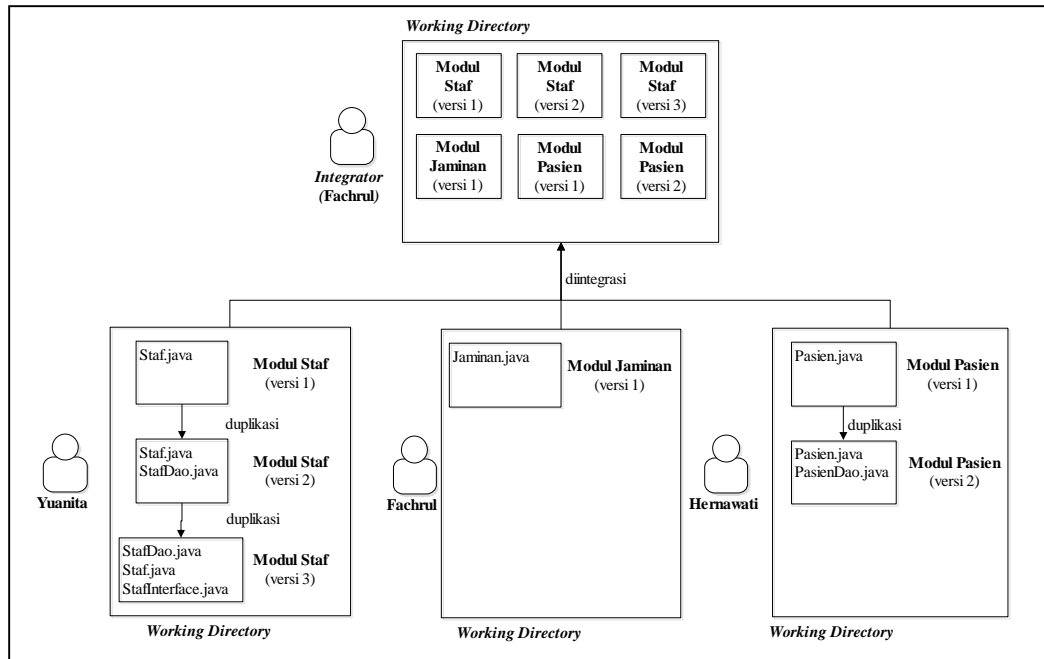 Working Directory
Modul
Staf
(versi 1)
Modul
Staf
(versi 2)
Modul
Staf
(versi 3)
Modul
Jaminan
(versi 1)
Modul
Pasien
(versi 1)
Modul
Pasien
(versi 2)
Integrator
(Fachrul)
diintegrasi
Staf.java
Modul Staf
(versi 1)
duplikasi
Staf.java
StafDao.java
Modul Staf
(versi 2)
Yuanita
duplikasi
StafDao.java
Staf.java
StafInterface.java
Modul Staf
(versi 3)
Working Directory
Jaminan.java
Modul Jaminan
(versi 1)
Fachrul
Working Directory
Pasien.java
Modul Pasien
(versi 1)
duplikasi
Pasien.java
PasienDao.java
Modul Pasien
(versi 2)
Hernawati
Working Directory